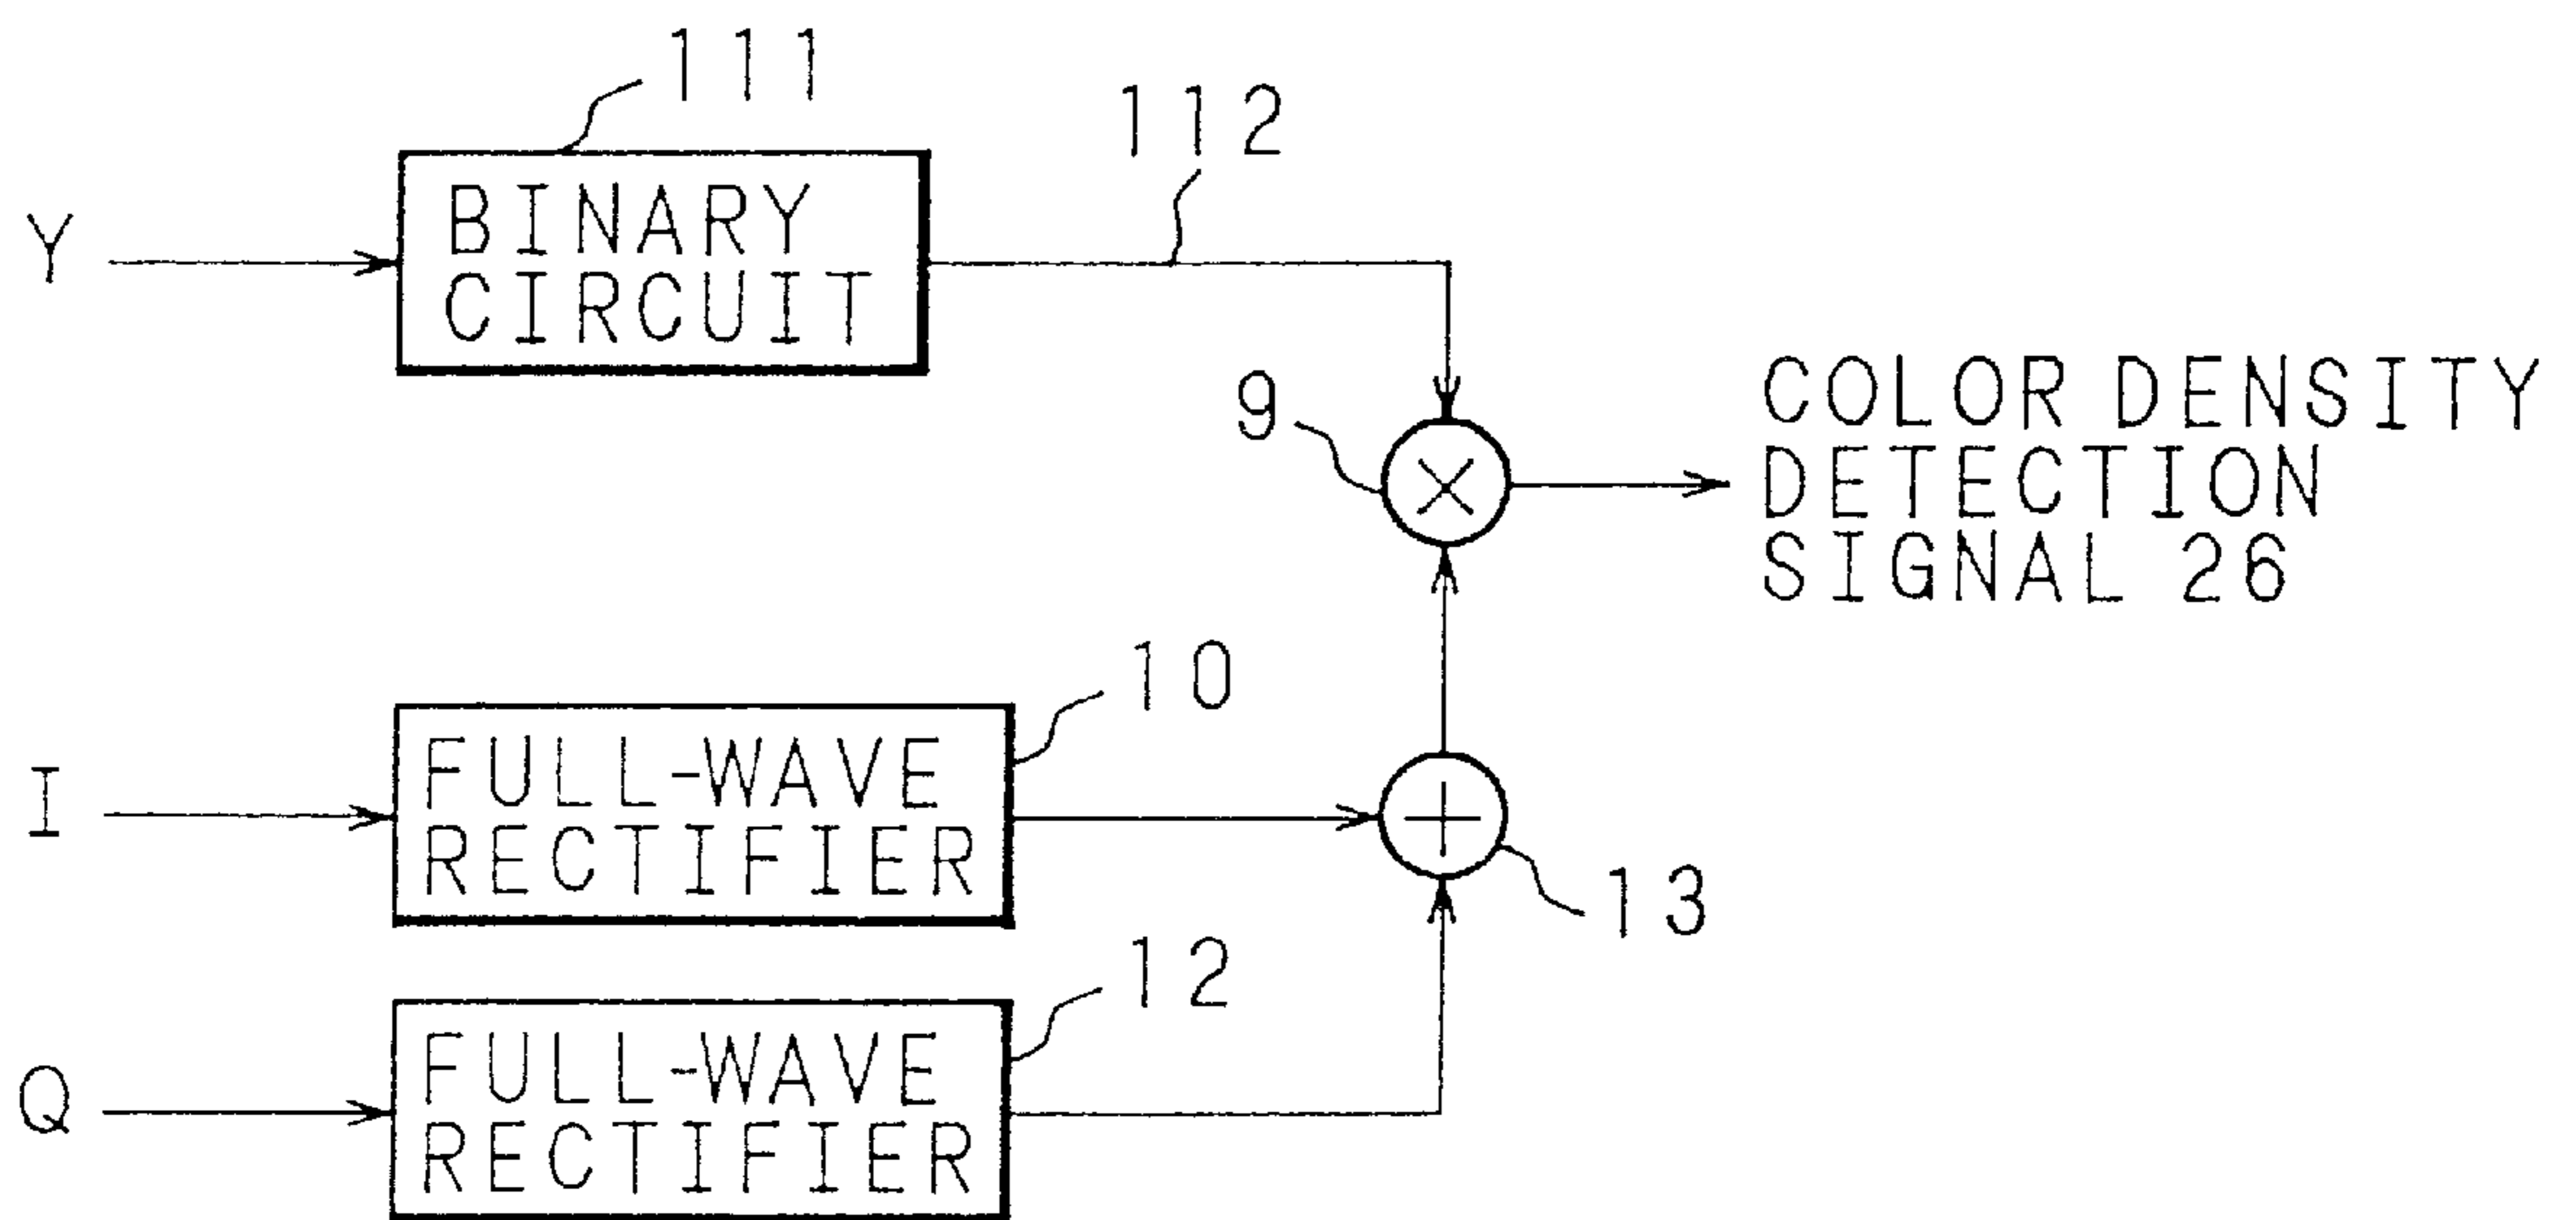 111
112
Y
BINARY
CIRCUIT
9
COLOR DENSITY
DETECTION
SIGNAL 26
10
I
FULL-WAVE
RECTIFIER
13
12
Q
FULL-WAVE
RECTIFIER